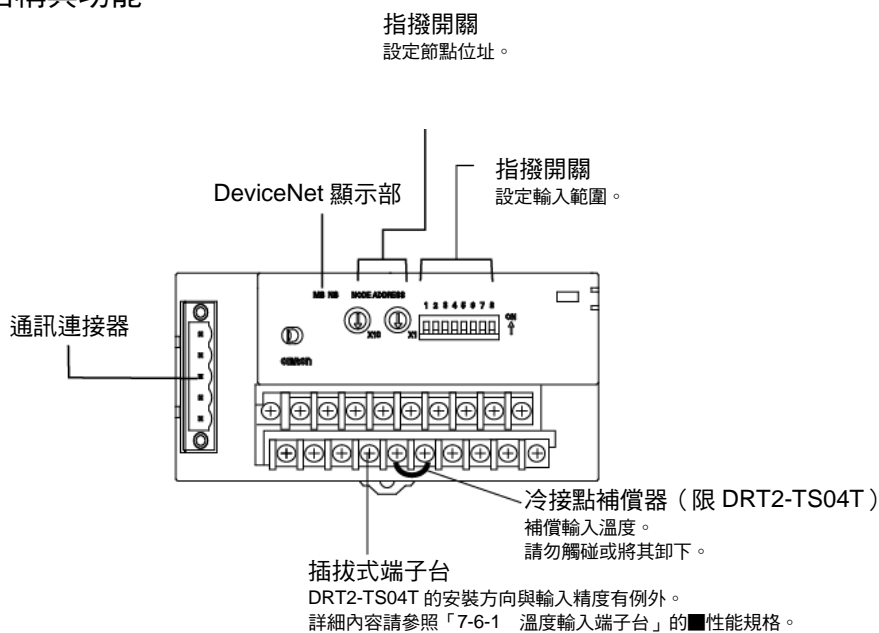 指撥開關
設定節點位址。
指撥開關
設定輸入範圍。
DeviceNet 顯示部
MS NS
NODE ADDRESS
1 2 3 4 5 6 7 8
ON
X10
X1
OMRON
通訊連接器
冷接點補償器（限 DRT2-TS04T）
補償輸入溫度。
請勿觸碰或將其卸下。
插拔式端子台
DRT2-TS04T 的安裝方向與輸入精度有例外。
詳細內容請參照「7-6-1　溫度輸入端子台」的■性能規格。